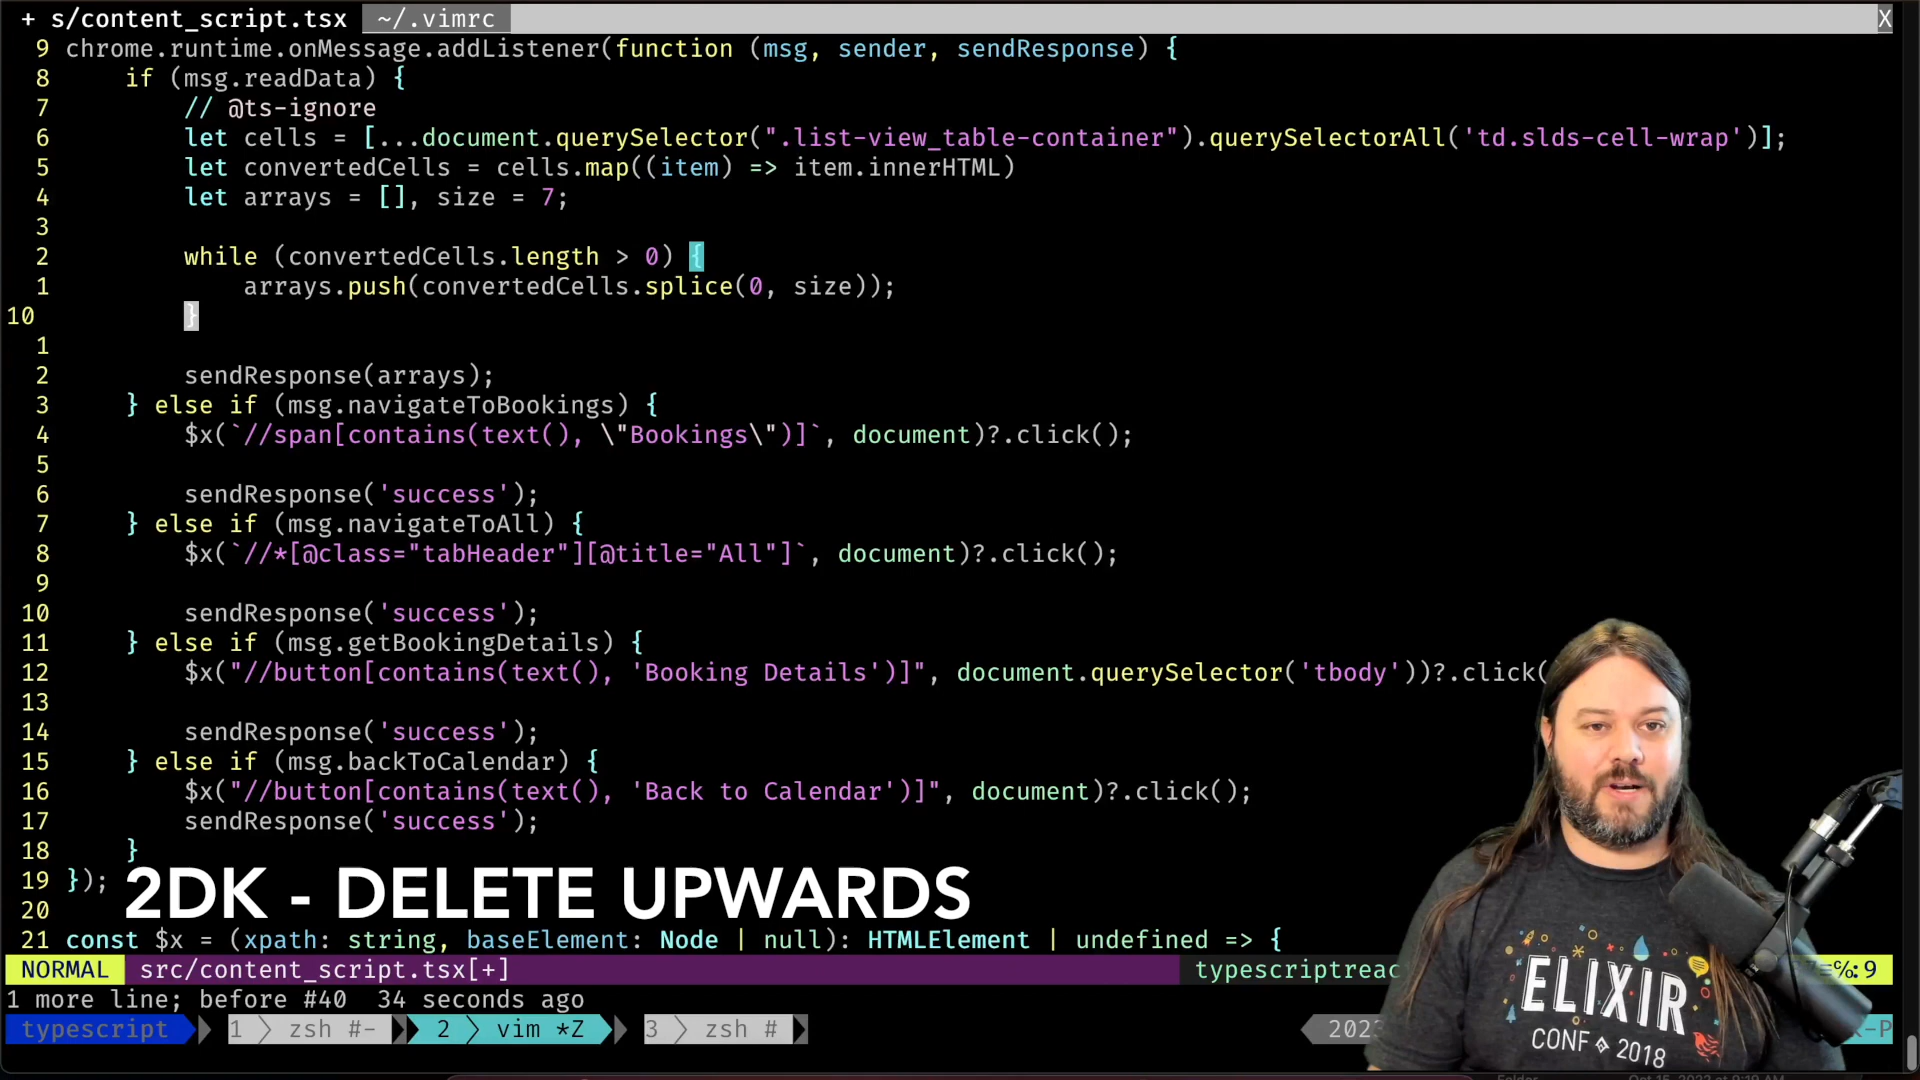 + s/content_script.tsx ~/.vimrc X
9 chrome.runtime.onMessage.addListener(function (msg, sender, sendResponse) {
8 if (msg.readData) {
7 // @ts-ignore
6 let cells = [...document.querySelector(".list-view_table-container").querySelectorAll('td.slds-cell-wrap')];
5 let convertedCells = cells.map((item) => item.innerHTML)
4 let arrays = [], size = 7;
3
2 while (convertedCells.length > 0) {
1 arrays.push(convertedCells.splice(0, size));
10 }
1
2 sendResponse(arrays);
3 } else if (msg.navigateToBookings) {
4 $x(`//span[contains(text(), \"Bookings\")]`, document)?.click();
5
6 sendResponse('success');
7 } else if (msg.navigateToAll) {
8 $x(`//*[@class="tabHeader"][@title="All"]`, document)?.click();
9
10 sendResponse('success');
11 } else if (msg.getBookingDetails) {
12 $x("//button[contains(text(), 'Booking Details')]", document.querySelector('tbody'))?.click(
13
14 sendResponse('success');
15 } else if (msg.backToCalendar) {
16 $x("//button[contains(text(), 'Back to Calendar')]", document)?.click();
17 sendResponse('success');
18 }
19 });
2DK - DELETE UPWARDS
20
21 const $x = (xpath: string, baseElement: Node | null): HTMLElement | undefined => {
NORMAL src/content_script.tsx[+] typescriptreac %:9
1 more line; before #40 34 seconds ago
typescript 1 zsh #- 2 vim *Z 3 zsh # 202
ELIXIR
CONF 2018